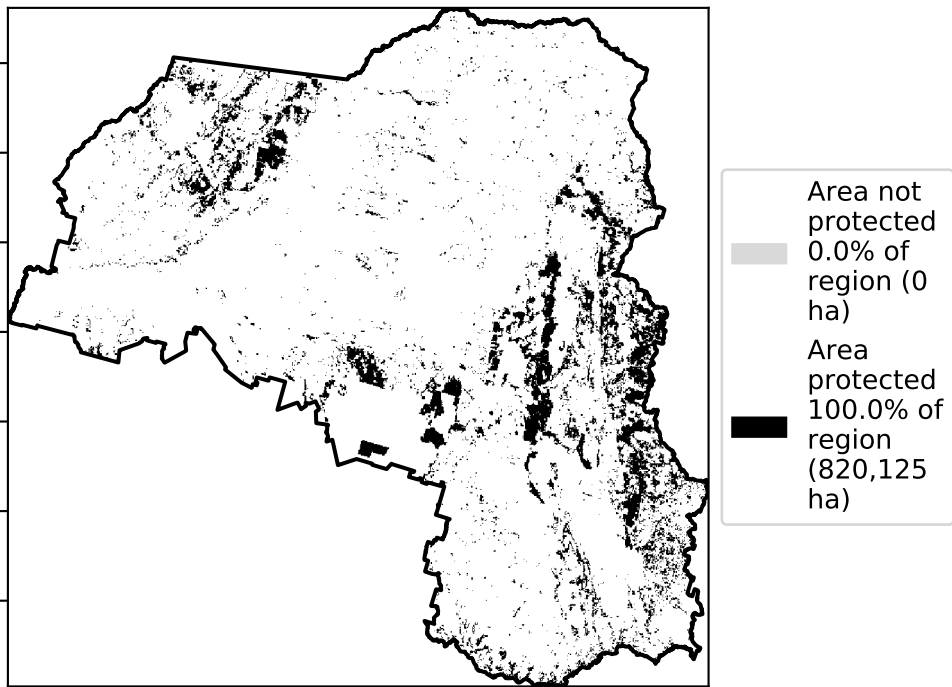 Area not
protected
0.0% of
region (0
ha)
Area
protected
100.0% of
region
(820,125
ha)